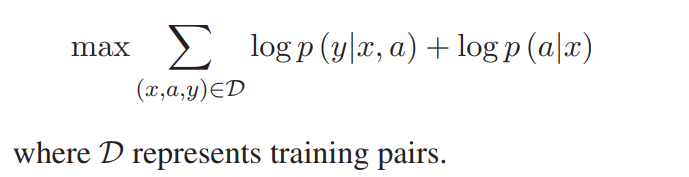 max ∑ log p (y|x, a) + log p (a|x)
(x,a,y)∈𝒟
where 𝒟 represents training pairs.